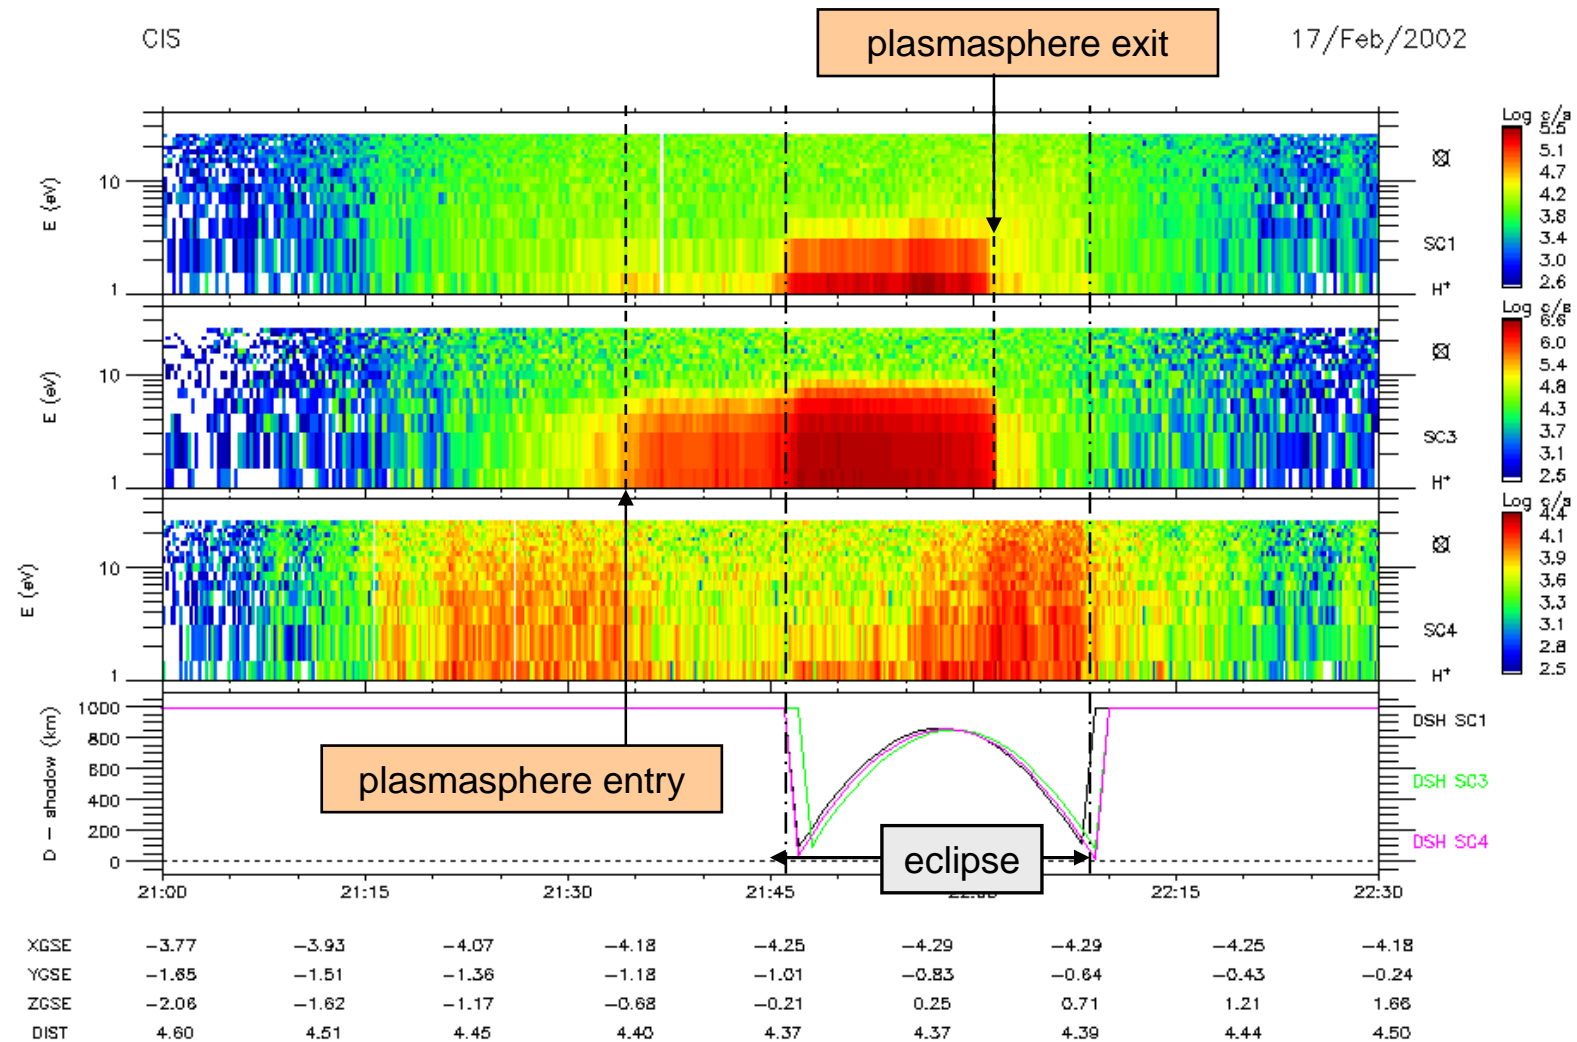 CIS
plasmasphere exit
17/Feb/2002
Log c/s
5.5
5.1
4.7
4.2
3.8
3.4
3.0
2.6
E (eV)
10
1
SC1
H+
Log c/s
6.6
6.0
5.4
4.8
4.3
3.7
3.1
2.5
E (eV)
10
1
SC3
H+
Log c/s
4.4
4.1
3.9
3.6
3.3
3.1
2.8
2.5
E (eV)
10
1
SC4
H+
D – shadow (km)
1000
800
600
400
200
0
DSH SC1
DSH SC3
DSH SC4
plasmasphere entry
eclipse
21:00 21:15 21:30 21:45 22:00 22:15 22:30
XGSE -3.77 -3.93 -4.07 -4.18 -4.25 -4.29 -4.29 -4.25 -4.18
YGSE -1.65 -1.51 -1.36 -1.18 -1.01 -0.83 -0.64 -0.43 -0.24
ZGSE -2.06 -1.62 -1.17 -0.68 -0.21 0.25 0.71 1.21 1.66
DIST 4.60 4.51 4.45 4.40 4.37 4.37 4.39 4.44 4.50